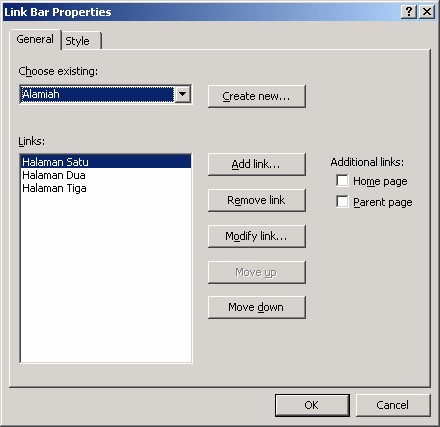 Link Bar Properties
General
Style
Choose existing:
Alamiah
Create new...
Links:
Halaman Satu
Halaman Dua
Halaman Tiga
Add link...
Remove link
Modify link...
Move up
Move down
Additional links:
Home page
Parent page
OK
Cancel